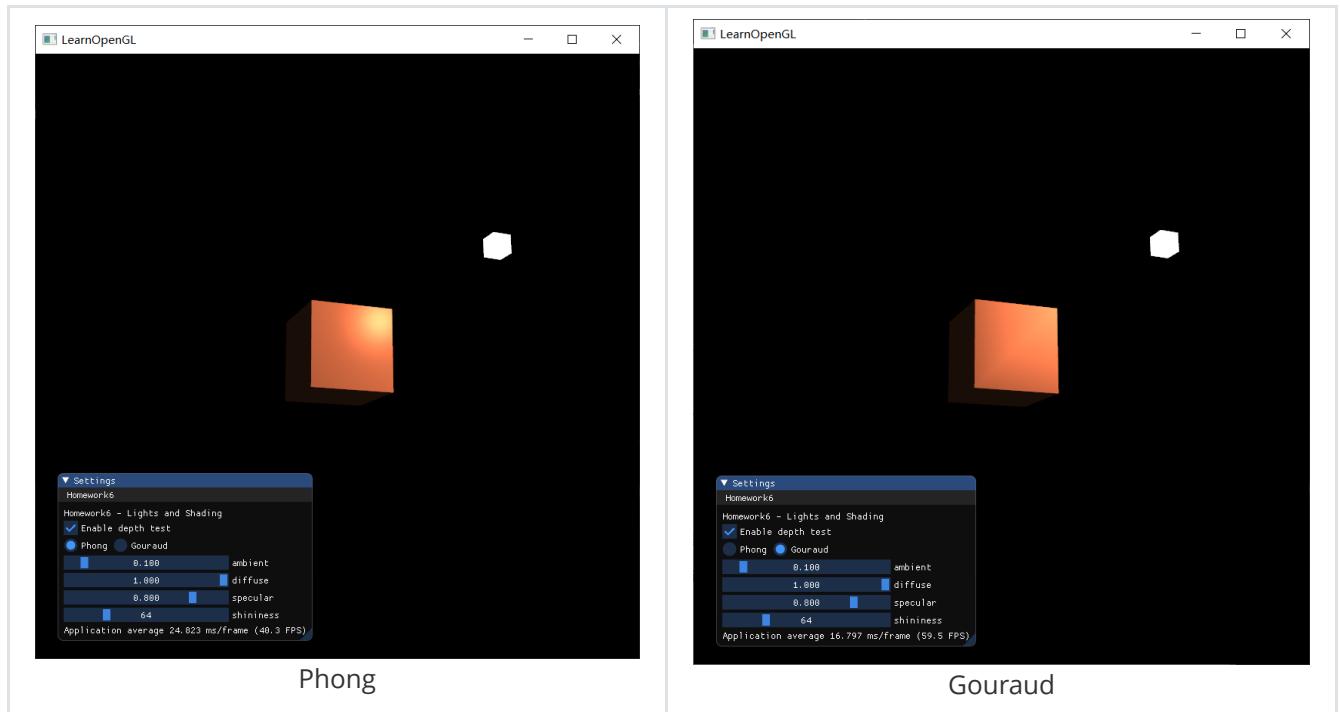 LearnOpenGL
Settings
Homework6
Homework6 - Lights and Shading
Enable depth test
Phong Gouraud
0.100 ambient
1.000 diffuse
0.800 specular
64 shininess
Application average 24.823 ms/frame (40.3 FPS)
Phong
LearnOpenGL
Settings
Homework6
Homework6 - Lights and Shading
Enable depth test
Phong Gouraud
0.100 ambient
1.000 diffuse
0.800 specular
64 shininess
Application average 16.797 ms/frame (59.5 FPS)
Gouraud